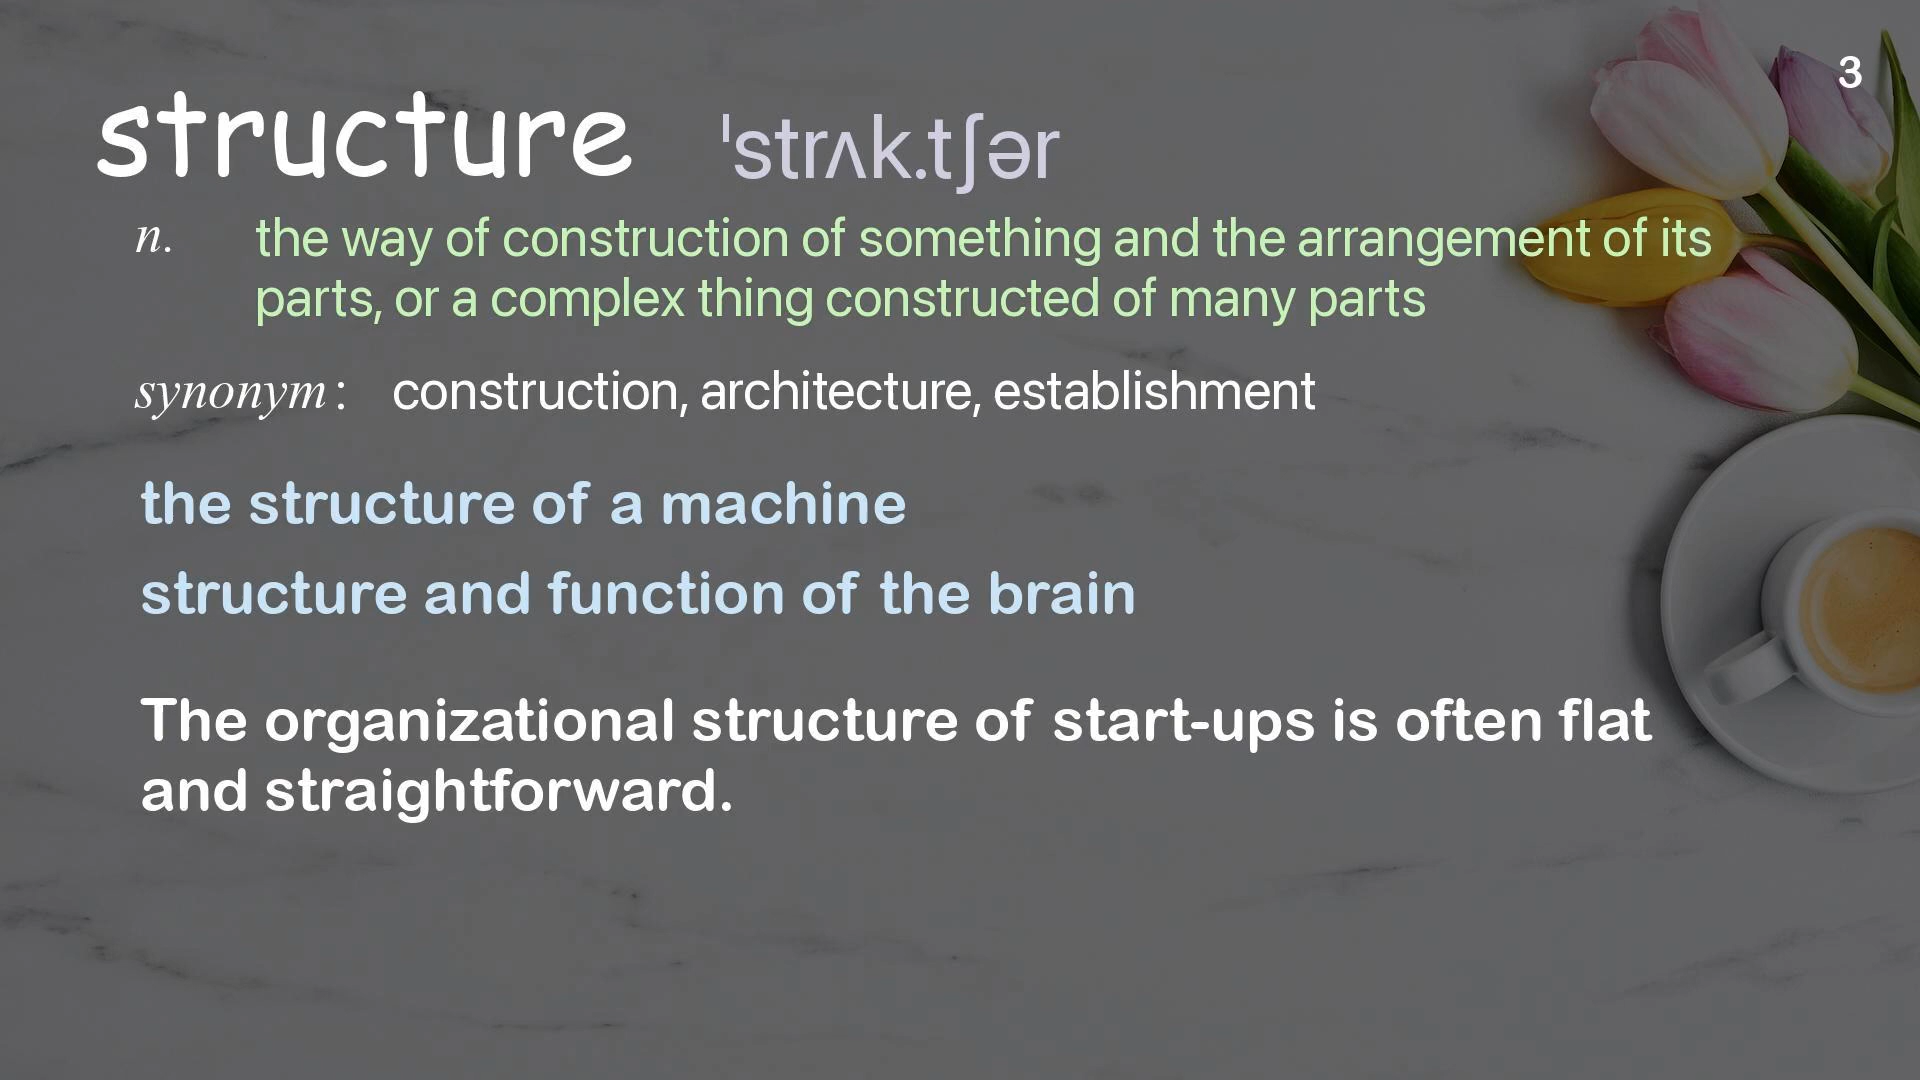 3
structure ˈstrʌk.tʃər
n. the way of construction of something and the arrangement of its
parts, or a complex thing constructed of many parts
synonym: construction, architecture, establishment
the structure of a machine
structure and function of the brain
The organizational structure of start-ups is often flat
and straightforward.